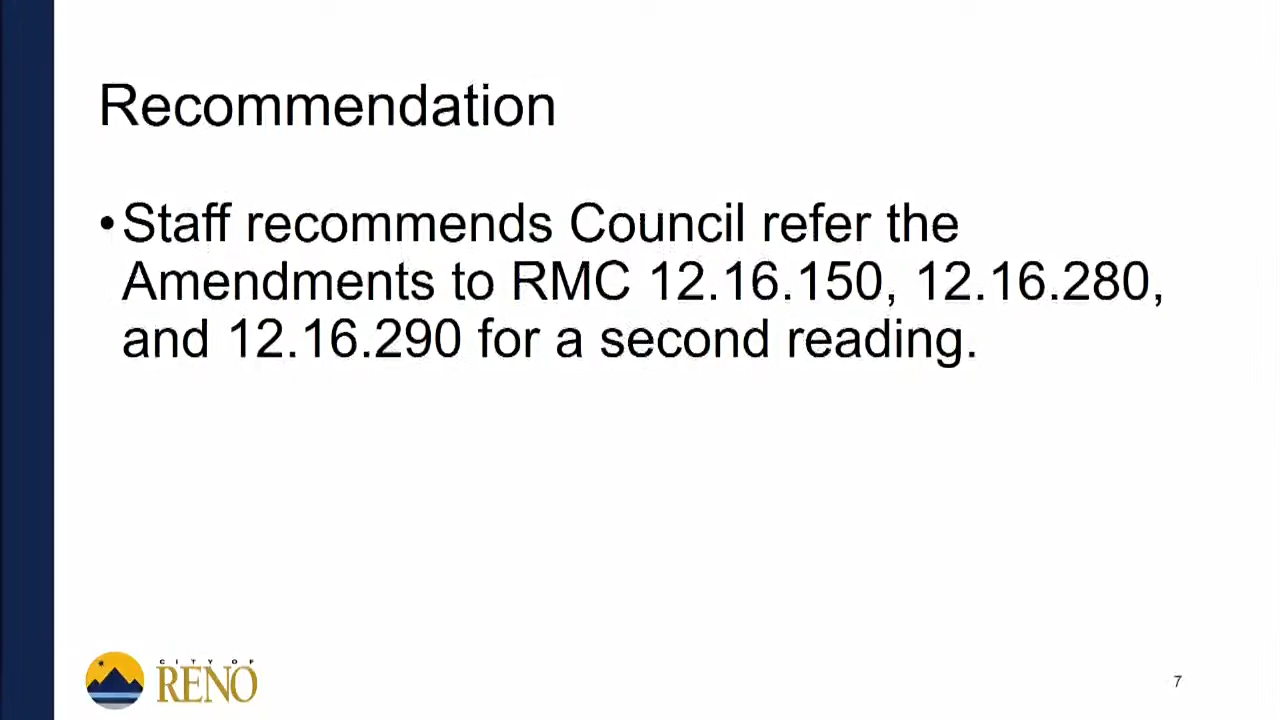 Recommendation
•Staff recommends Council refer the
Amendments to RMC 12.16.150, 12.16.280,
and 12.16.290 for a second reading.
CITY OF
RENO
7